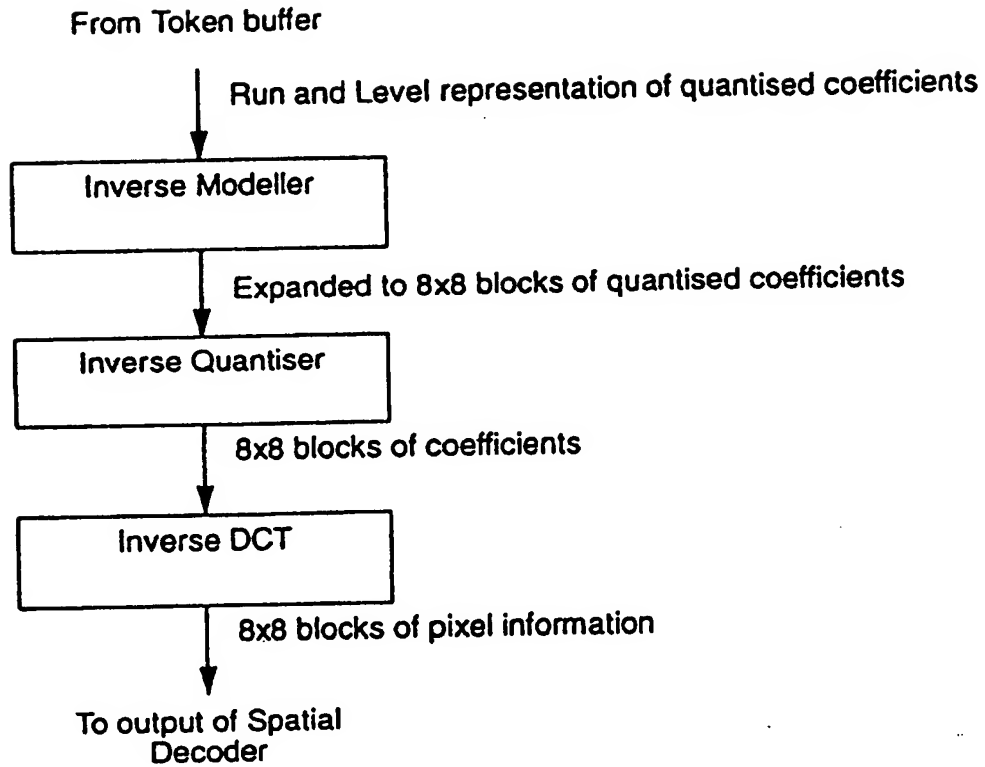 From Token buffer
Run and Level representation of quantised coefficients
Inverse Modeller
Expanded to 8x8 blocks of quantised coefficients
Inverse Quantiser
8x8 blocks of coefficients
Inverse DCT
8x8 blocks of pixel information
To output of Spatial
Decoder